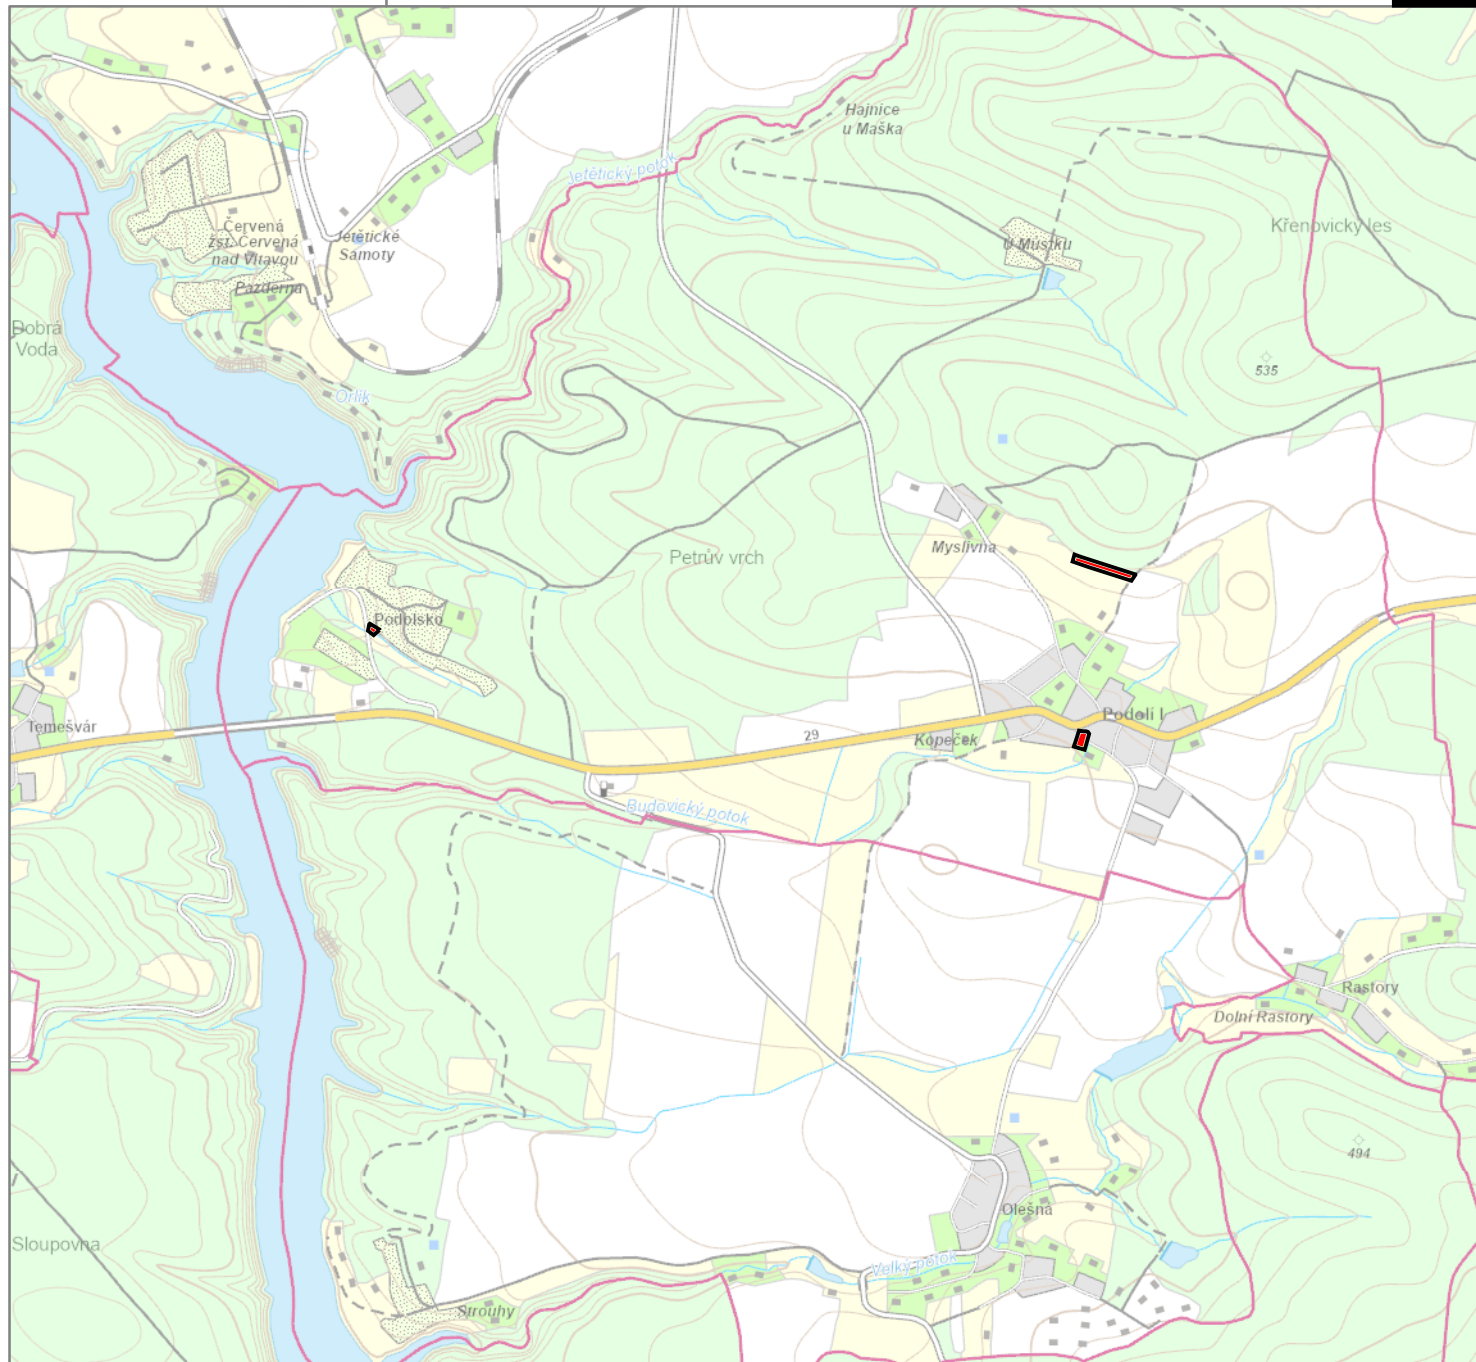 Hajnice
u Maška
Jetětický potok
Křenovický les
Červená
žst. Červená
nad Vltavou
Jetětické
Samoty
U Můstku
Pazderna
Dobrá
Voda
535
Orlík
Myslivna
Petrův vrch
Podolsko
Temešvár
Podolí I
29
Kopeček
Budovický potok
Rastory
Dolní Rastory
494
Olešná
Sloupovna
Velký potok
Strouhy